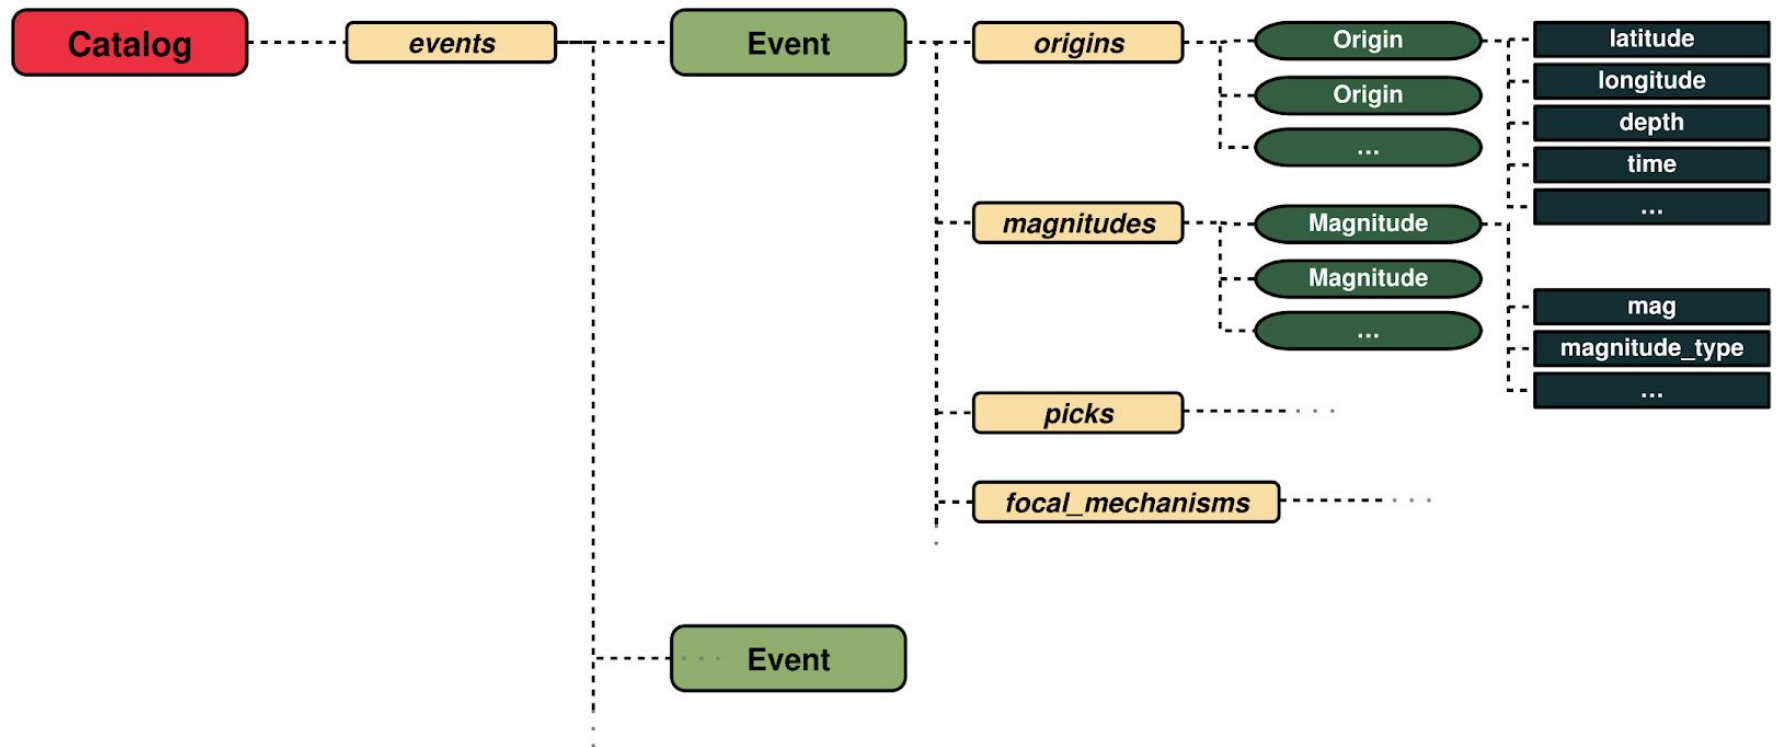 Catalog
events
Event
origins
Origin
Origin
...
latitude
longitude
depth
time
...
magnitudes
Magnitude
Magnitude
...
mag
magnitude_type
...
picks
focal_mechanisms
Event